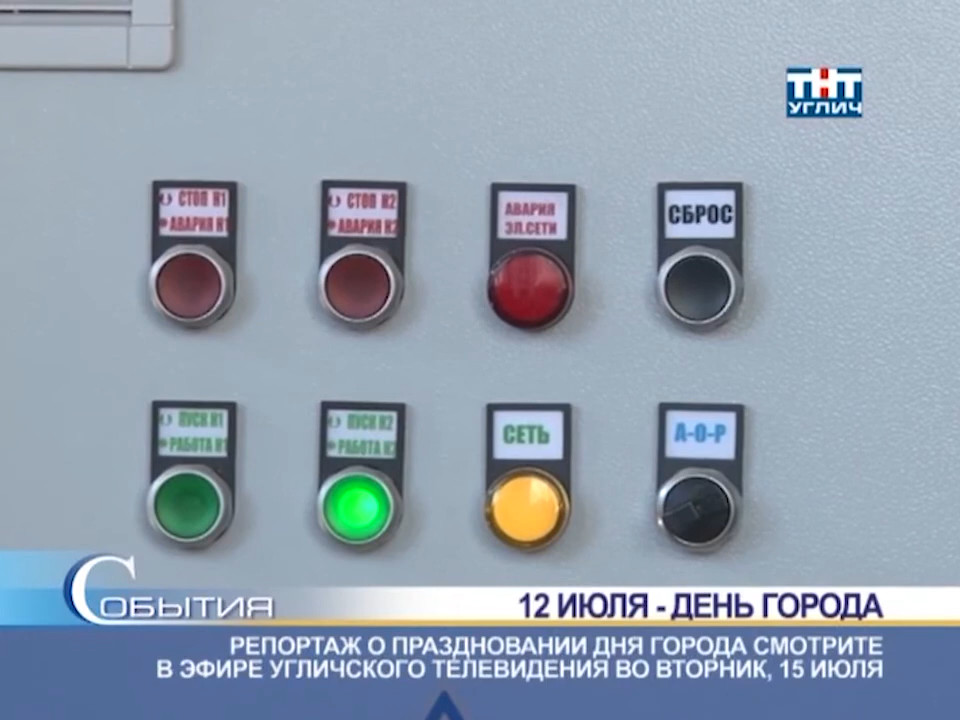 ТНТ
УГЛИЧ
СТОП Н1
АВАРИЯ Н1
СТОП Н2
АВАРИЯ Н2
АВАРИЯ
ЭЛ.СЕТИ
СБРОС
ПУСК Н1
РАБОТА Н1
ПУСК Н2
РАБОТА Н2
СЕТЬ
А-О-Р
СОБЫТИЯ
12 ИЮЛЯ - ДЕНЬ ГОРОДА
РЕПОРТАЖ О ПРАЗДНОВАНИИ ДНЯ ГОРОДА СМОТРИТЕ
В ЭФИРЕ УГЛИЧСКОГО ТЕЛЕВИДЕНИЯ ВО ВТОРНИК, 15 ИЮЛЯ